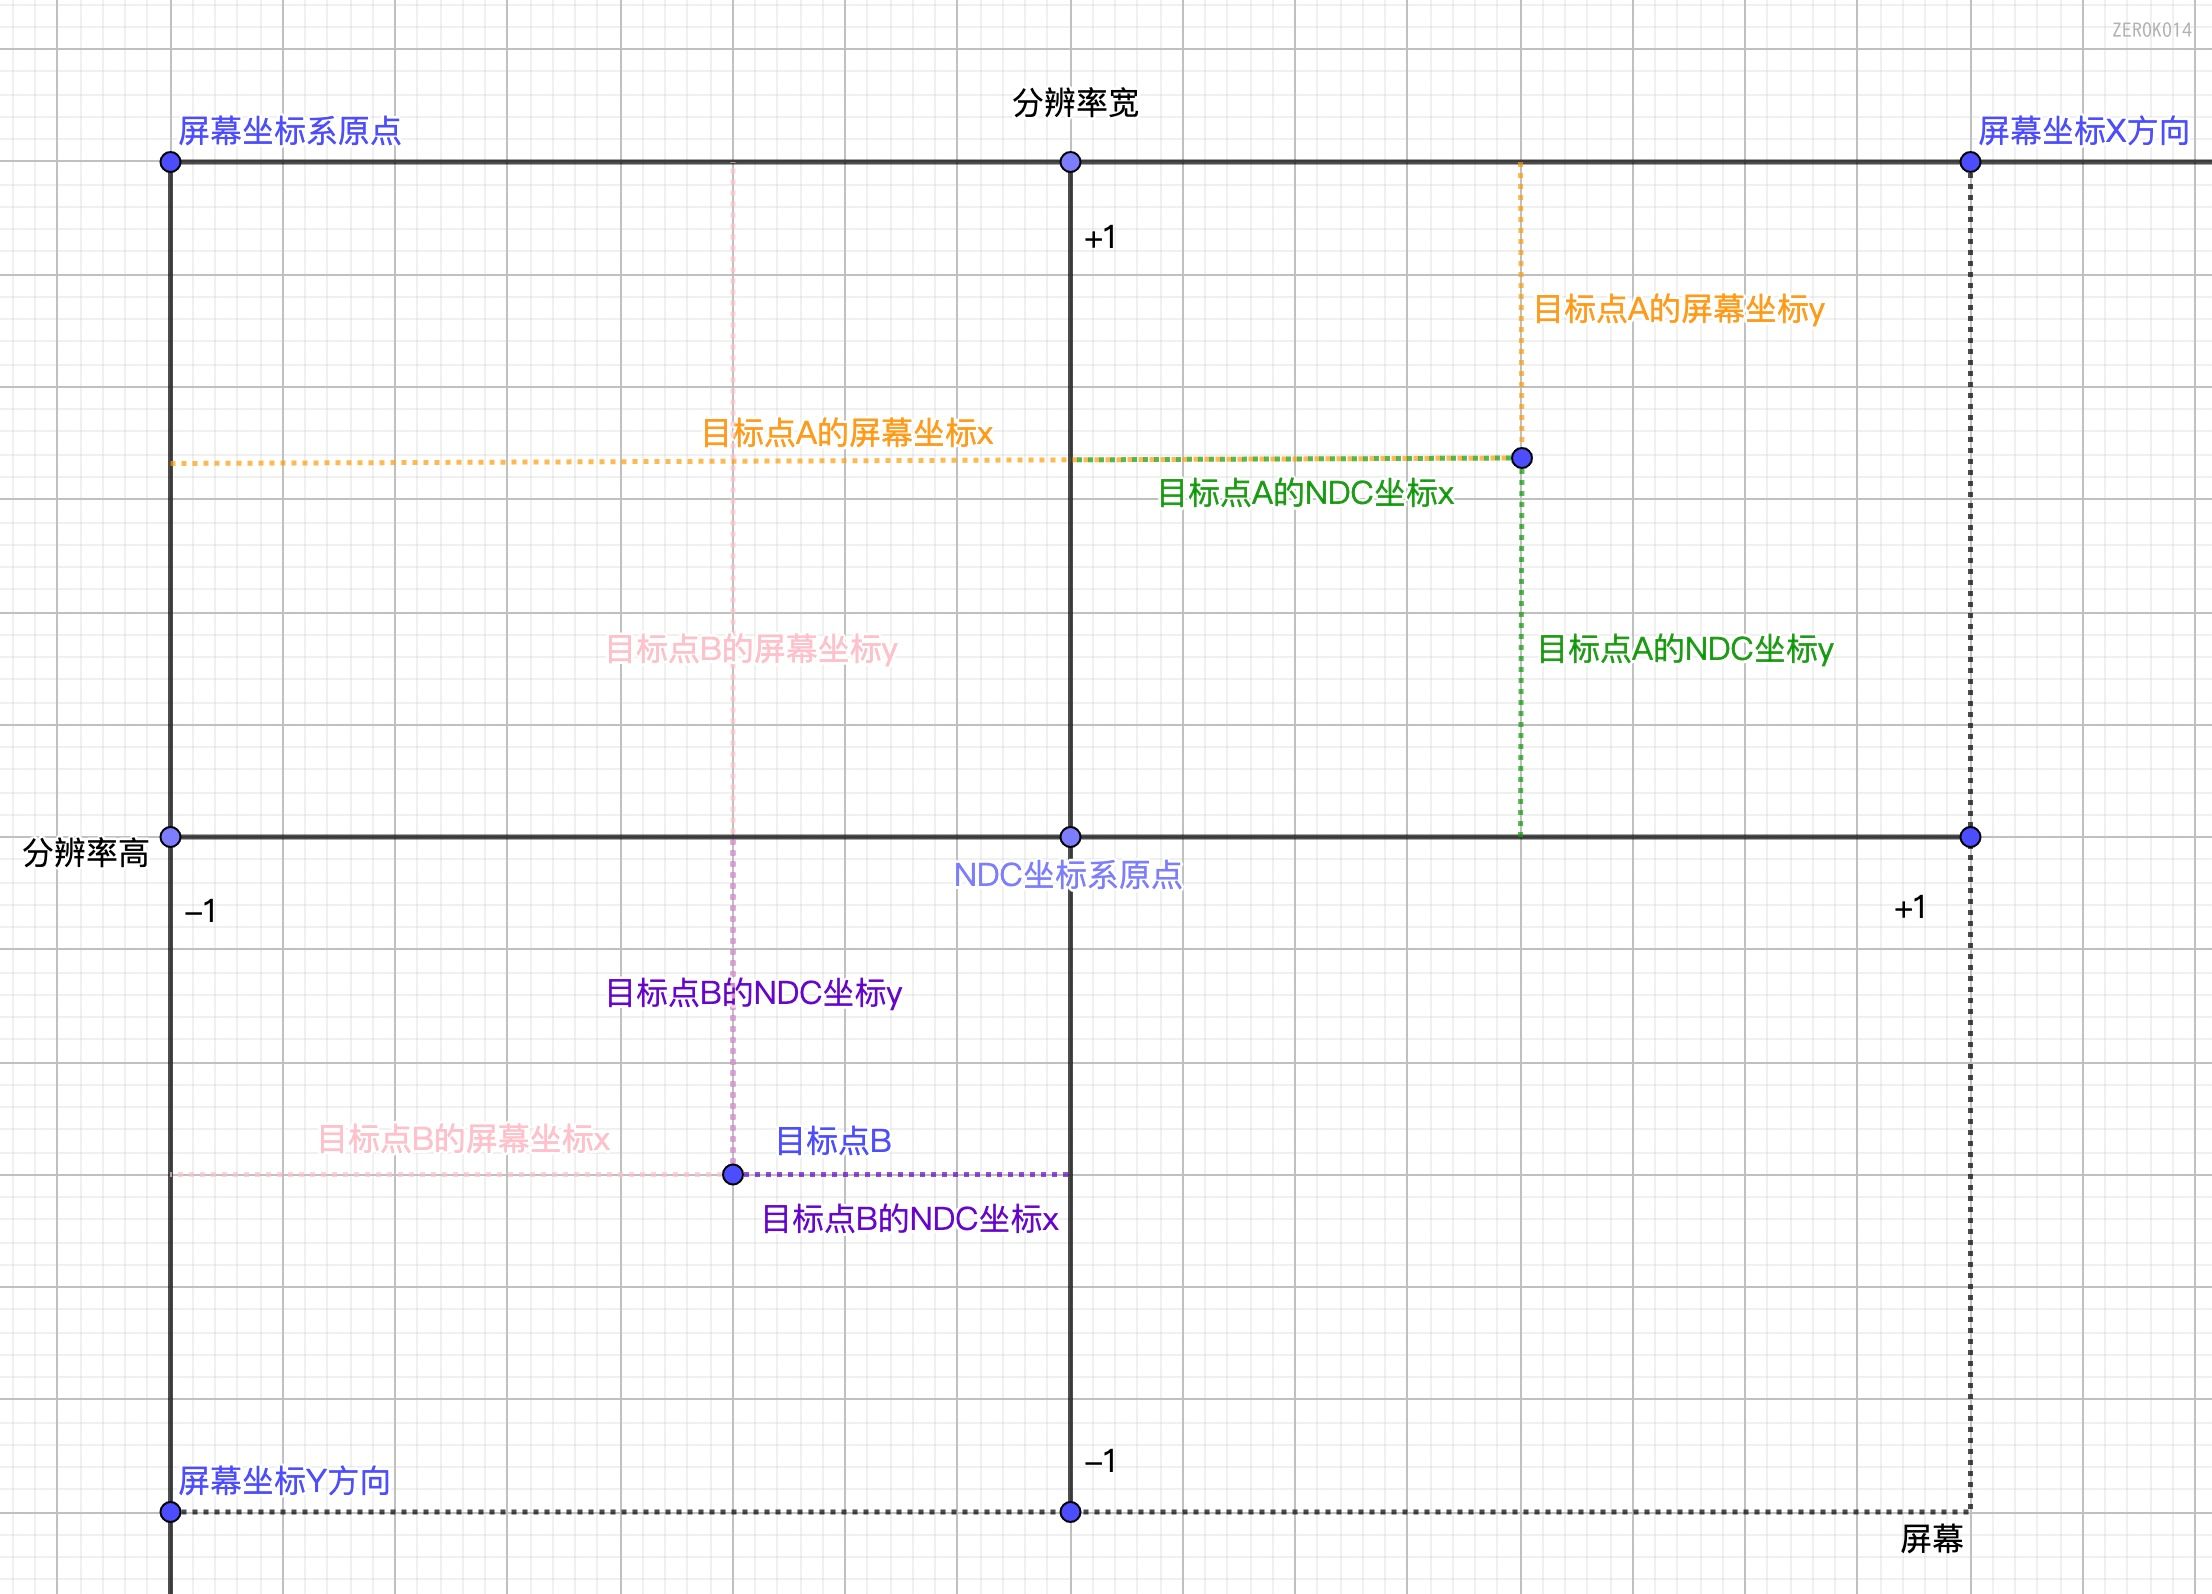 ZEROK014
分辨率宽
屏幕坐标系原点
屏幕坐标X方向
+1
目标点A的屏幕坐标y
目标点A的屏幕坐标x
目标点A的NDC坐标x
目标点B的屏幕坐标y
目标点A的NDC坐标y
分辨率高
NDC坐标系原点
–1
+1
目标点B的NDC坐标y
目标点B的屏幕坐标x
目标点B
目标点B的NDC坐标x
–1
屏幕坐标Y方向
屏幕